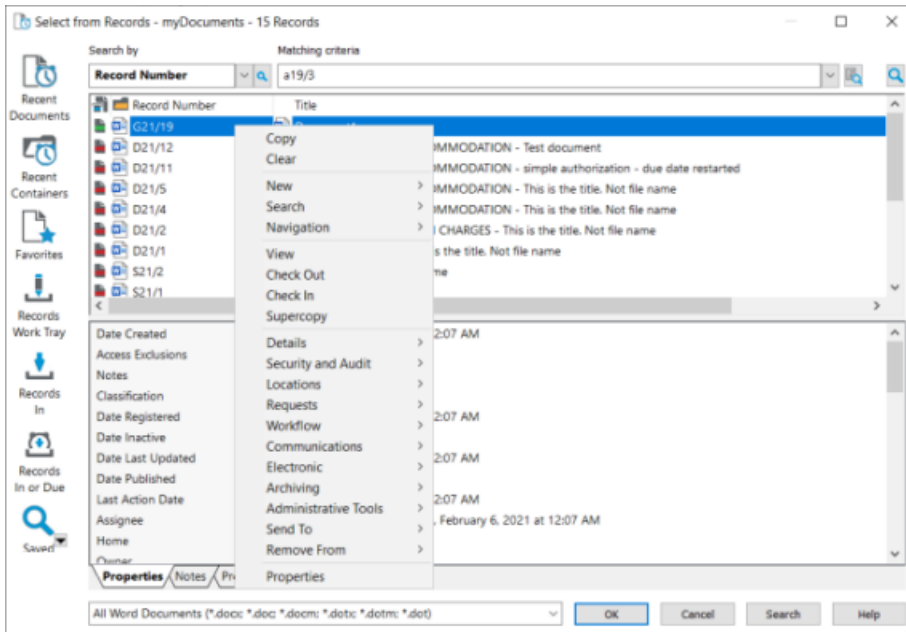 Select from Records - myDocuments - 15 Records
Search by
Matching criteria
Record Number
a19/3
Recent
Documents
Recent
Containers
Favorites
Records
Work Tray
Records
In
Records
In or Due
Saved
Record Number Title
G21/19
D21/12 OMMODATION - Test document
D21/11 OMMODATION - simple authorization - due date restarted
D21/5 OMMODATION - This is the title. Not file name
D21/4 OMMODATION - This is the title. Not file name
D21/2 CHARGES - This is the title. Not file name
D21/1 s the title. Not file name
S21/2 me
S21/1
Copy
Clear
New
Search
Navigation
View
Check Out
Check In
Supercopy
Details
Security and Audit
Locations
Requests
Workflow
Communications
Electronic
Archiving
Administrative Tools
Send To
Remove From
Properties
Date Created 2:07 AM
Access Exclusions
Notes
Classification
Date Registered 2:07 AM
Date Inactive
Date Last Updated 2:07 AM
Date Published
Last Action Date 2:07 AM
Assignee , February 6, 2021 at 12:07 AM
Home
Owner
Properties Notes Pr
All Word Documents (*.docx; *.doc; *.docm; *.dotx; *.dotm; *.dot)
OK Cancel Search Help